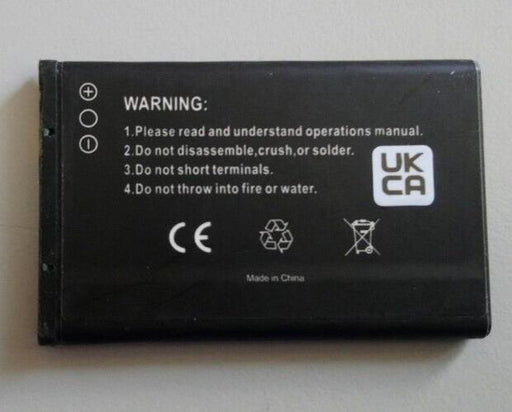 WARNING:
1.Please read and understand operations manual.
2.Do not disassemble,crush,or solder.
3.Do not short terminals.
4.Do not throw into fire or water.
UK
CA
CE
Made in China